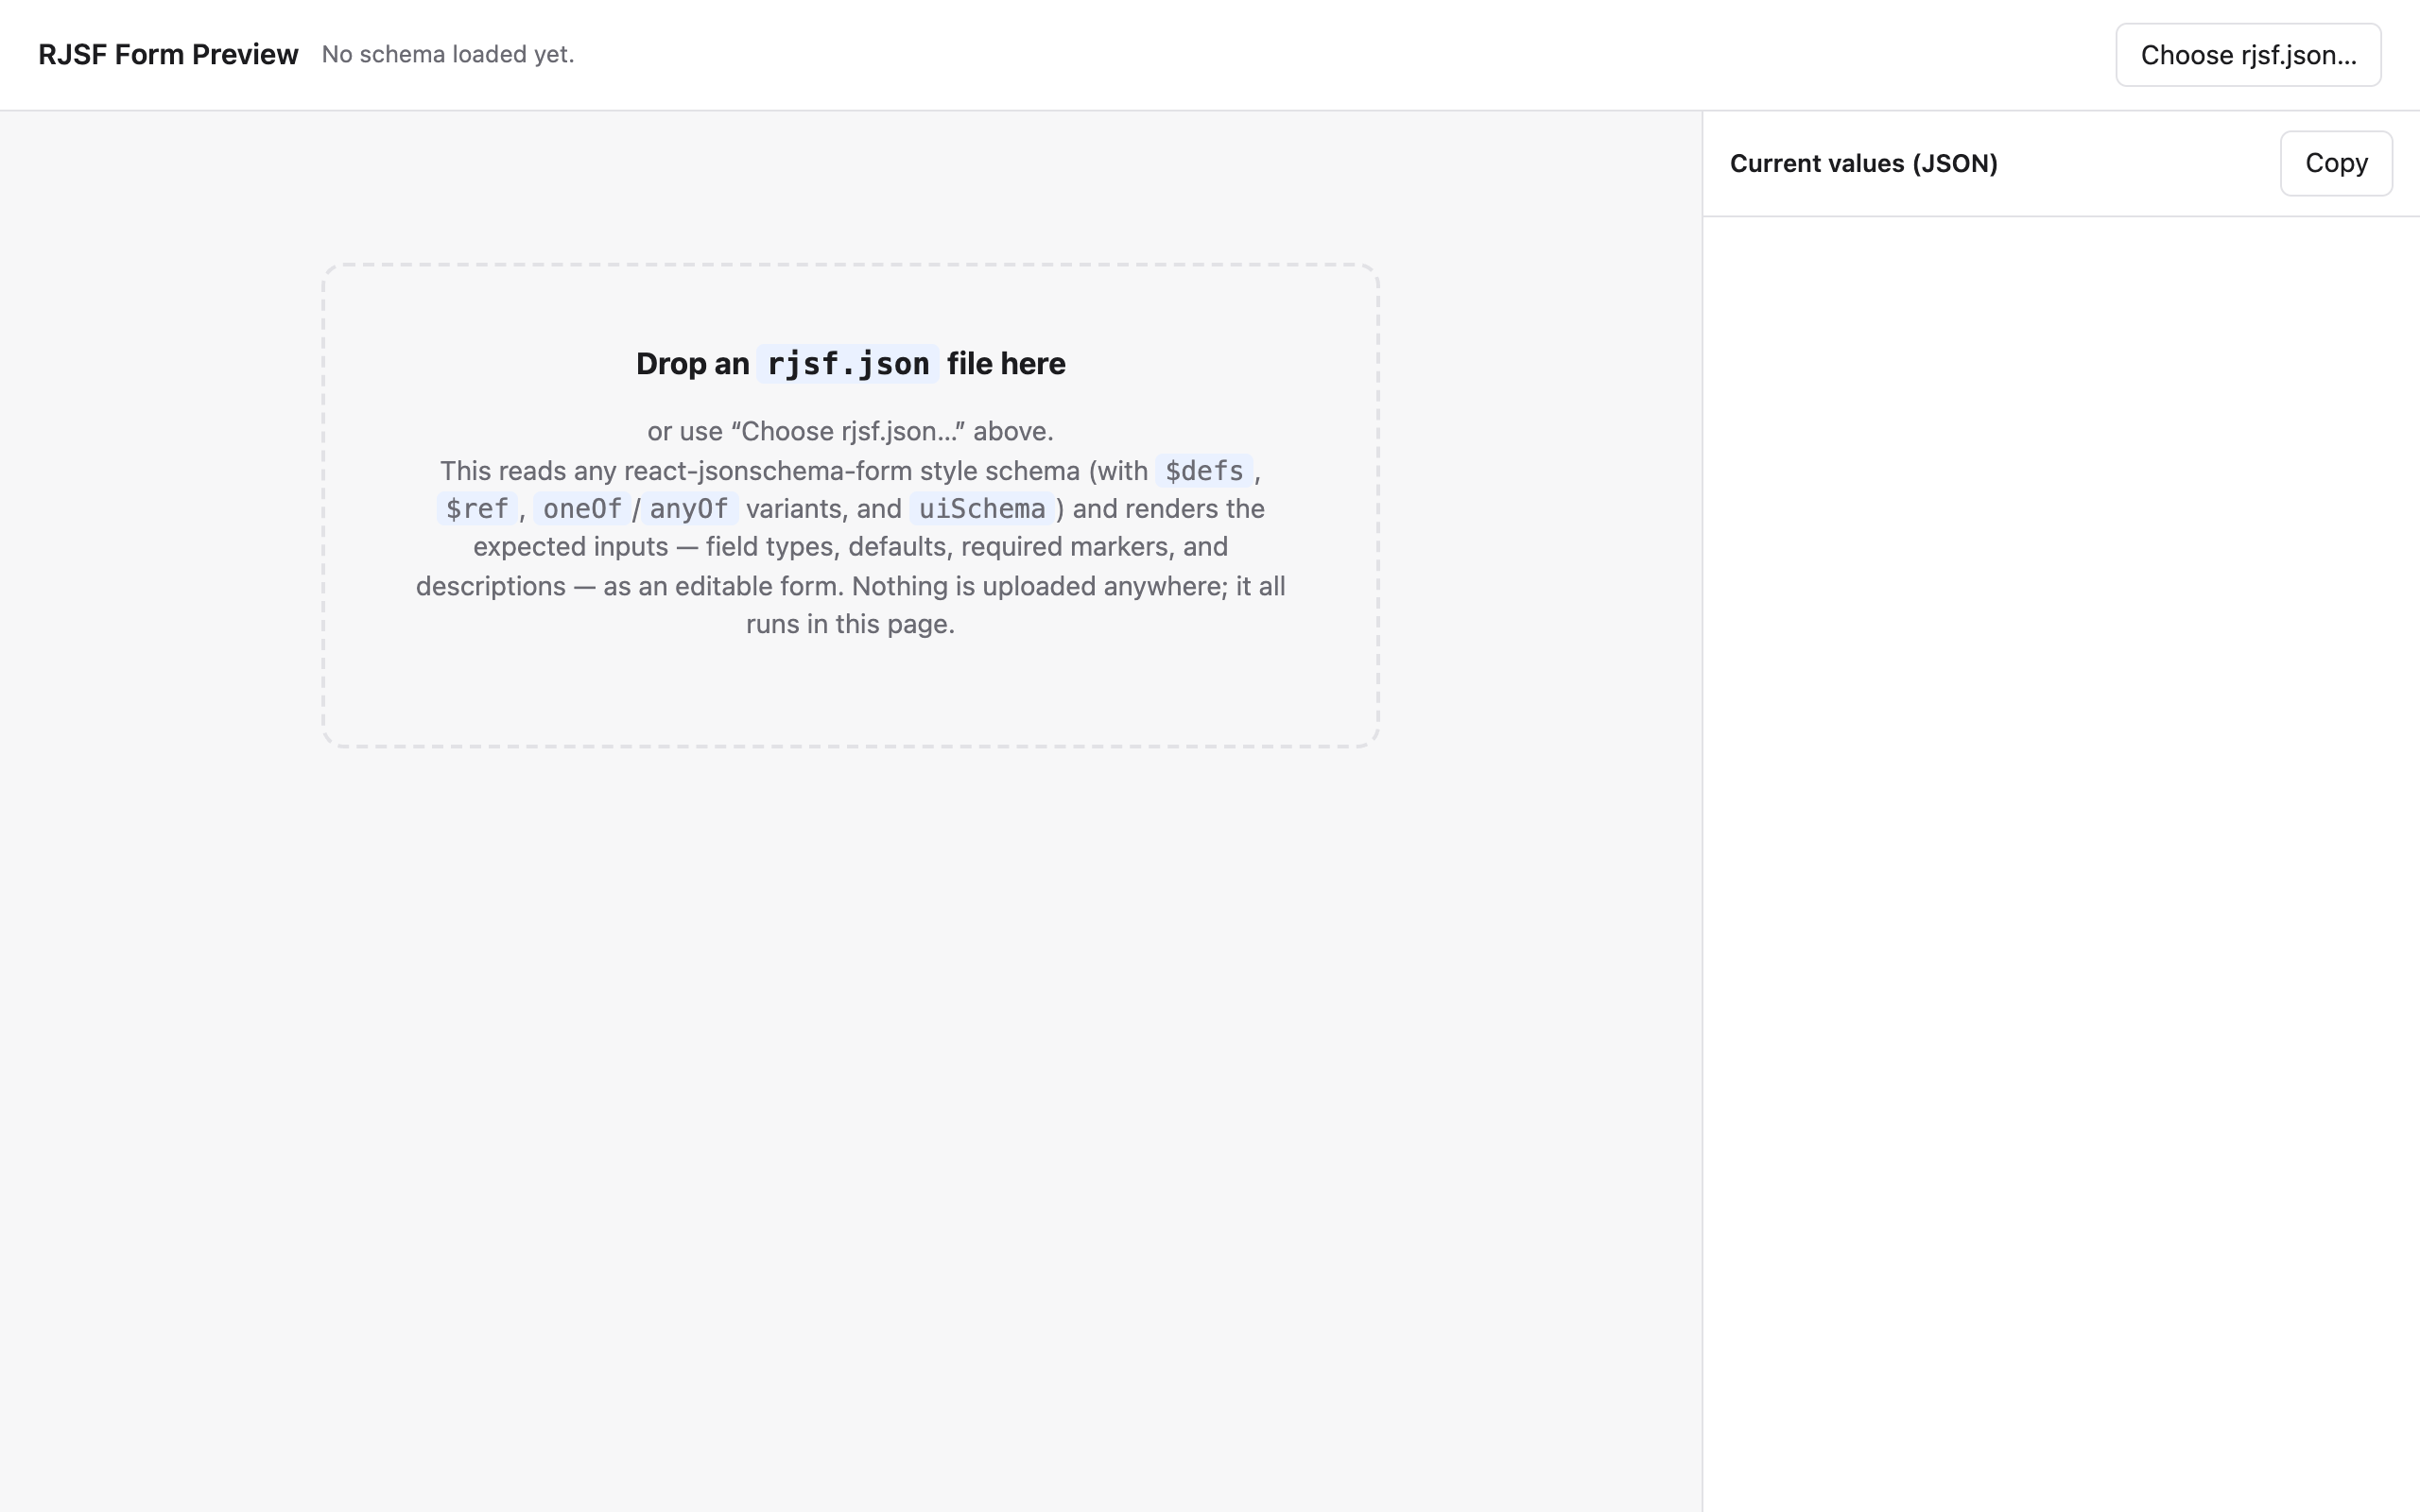 RJSF Form Preview No schema loaded yet. Choose rjsf.json...
Current values (JSON) Copy
Drop an rjsf.json file here
or use “Choose rjsf.json...” above.
This reads any react-jsonschema-form style schema (with $defs,
$ref, oneOf/anyOf variants, and uiSchema) and renders the
expected inputs — field types, defaults, required markers, and
descriptions — as an editable form. Nothing is uploaded anywhere; it all
runs in this page.